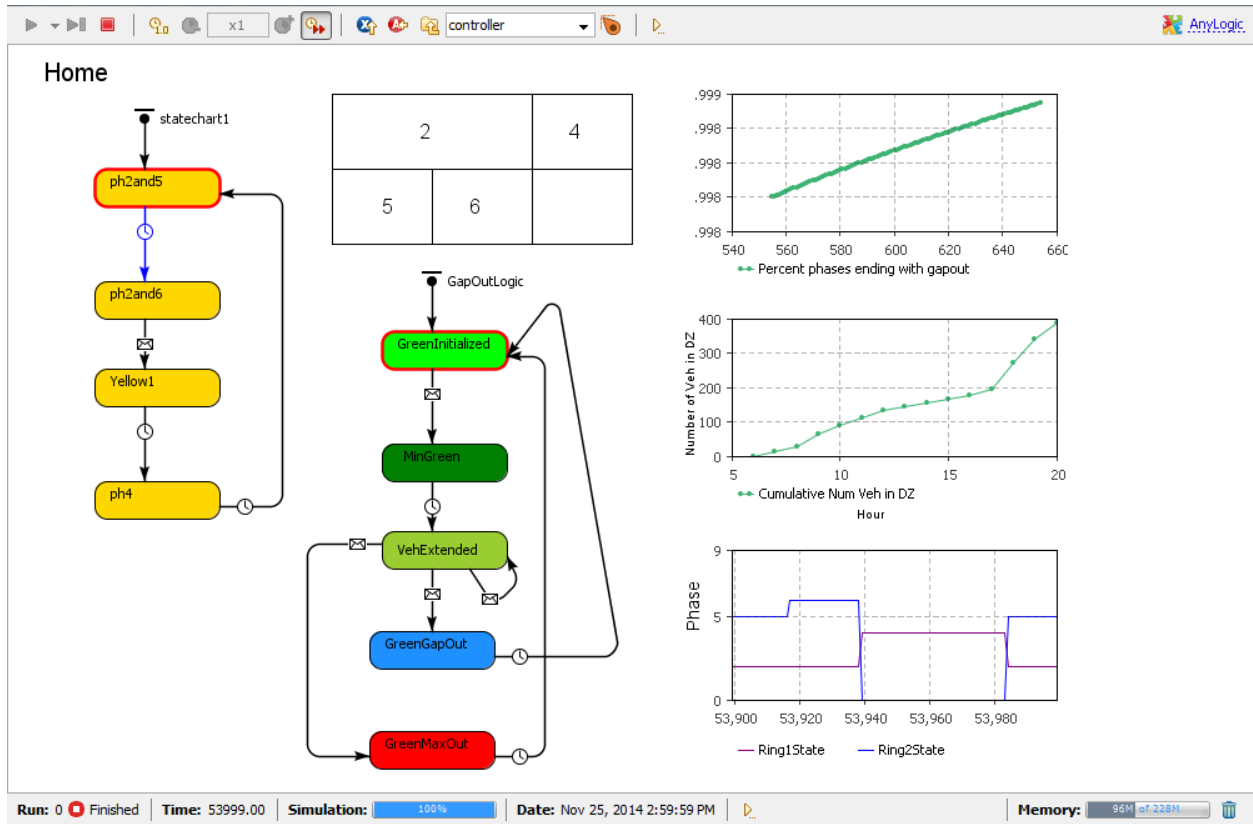 1.0
x1
controller
AnyLogic
Home
statechart1
ph2and5
ph2and6
Yellow1
ph4
2
4
5
6
GapOutLogic
GreenInitialized
MinGreen
VehExtended
GreenGapOut
GreenMaxOut
.999
.998
.998
.998
.998
540 560 580 600 620 640 660
Percent phases ending with gapout
Number of Veh in DZ
400
300
200
100
0
5 10 15 20
Cumulative Num Veh in DZ
Hour
Phase
9
5
0
53,900 53,920 53,940 53,960 53,980
Ring1State Ring2State
Run: 0 Finished Time: 53999.00 Simulation: 100% Date: Nov 25, 2014 2:59:59 PM Memory: 96M of 228M